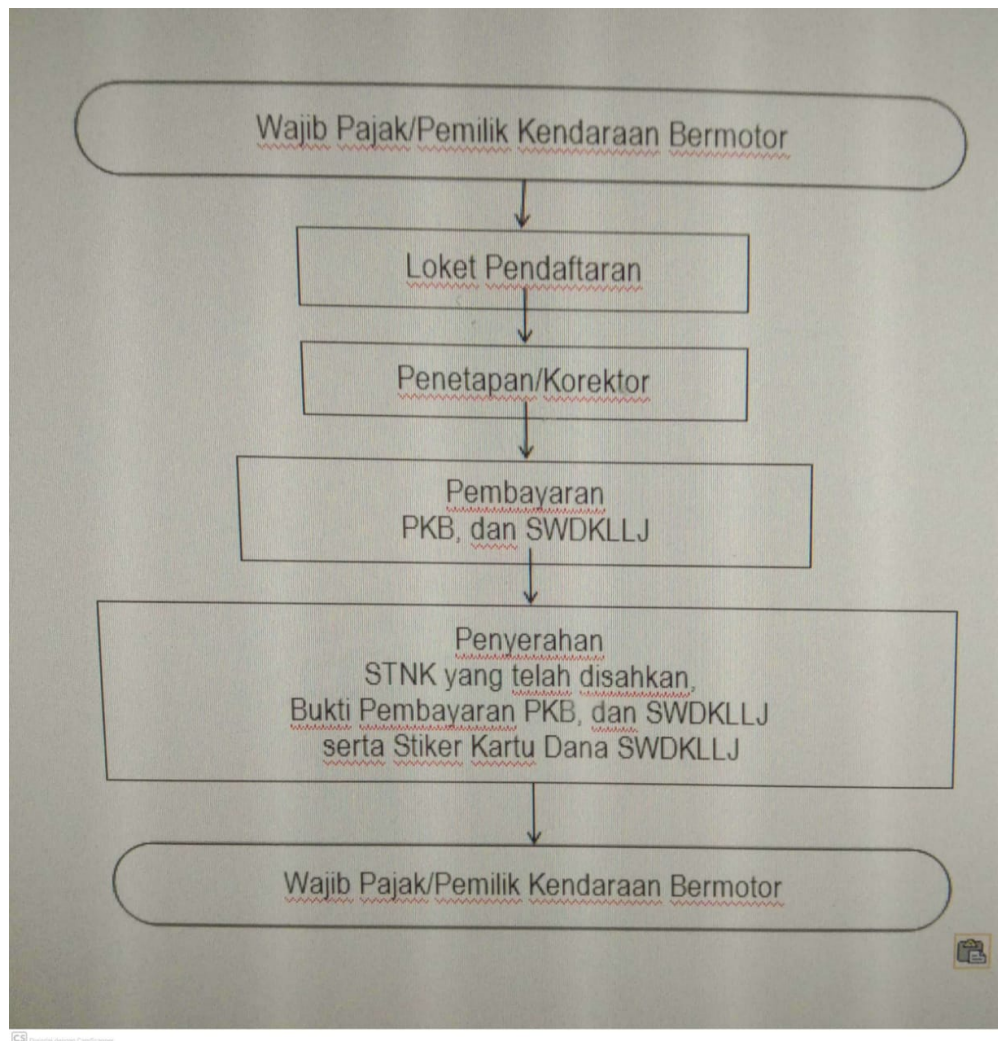 Wajib Pajak/Pemilik Kendaraan Bermotor
Loket Pendaftaran
Penetapan/Korektor
Pembayaran
PKB, dan SWDKLLJ
Penyerahan
STNK yang telah disahkan,
Bukti Pembayaran PKB, dan SWDKLLJ
serta Stiker Kartu Dana SWDKLLJ
Wajib Pajak/Pemilik Kendaraan Bermotor
CS